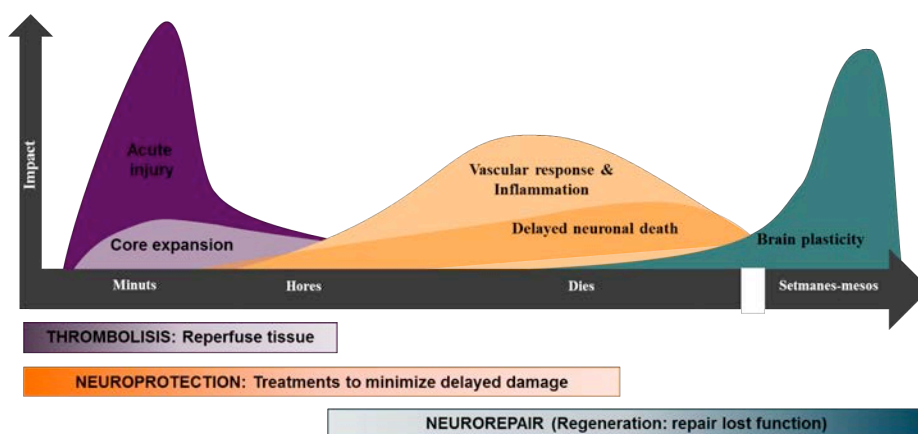 Impact
Acute
injury
Core expansion
Vascular response &
Inflammation
Delayed neuronal death
Brain plasticity
Minuts
Hores
Dies
Setmanes-mesos
THROMBOLISIS: Reperfuse tissue
NEUROPROTECTION: Treatments to minimize delayed damage
NEUROREPAIR (Regeneration: repair lost function)